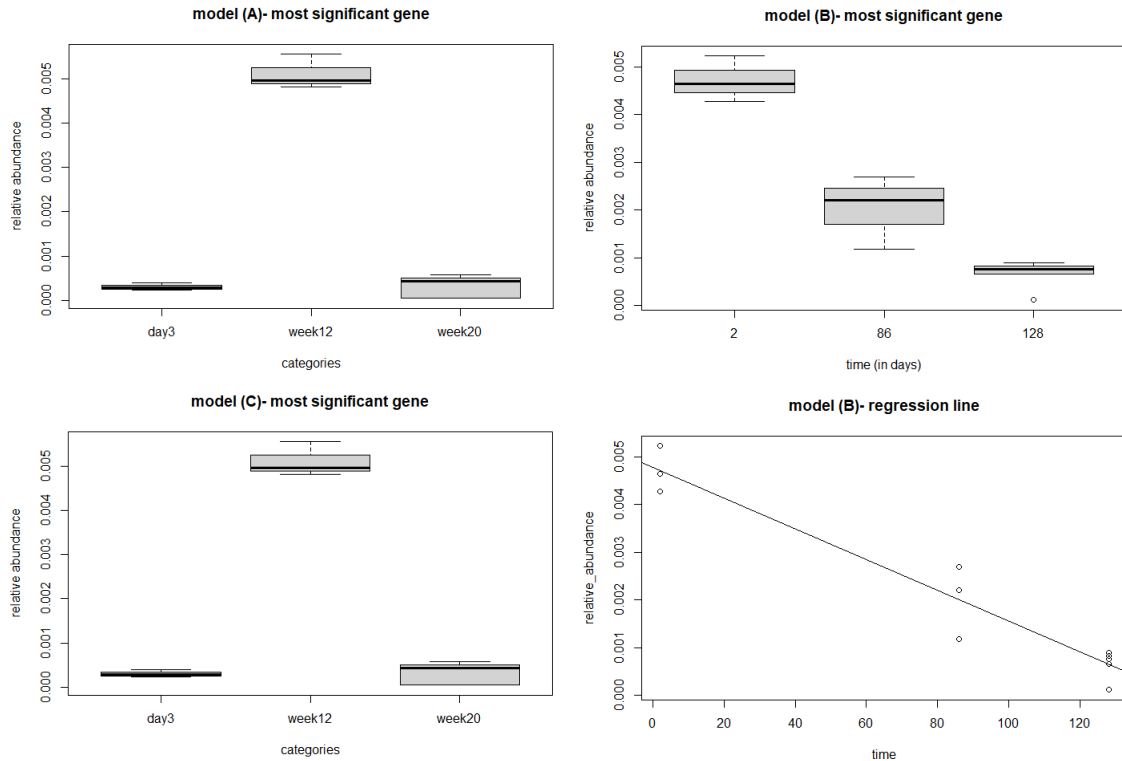 model (A)- most significant gene
relative abundance
0.005
0.004
0.003
0.002
0.001
0.000
day3 week12 week20
categories
model (B)- most significant gene
relative abundance
0.005
0.004
0.003
0.002
0.001
0.000
2 86 128
time (in days)
model (C)- most significant gene
relative abundance
0.005
0.004
0.003
0.002
0.001
0.000
day3 week12 week20
categories
model (B)- regression line
relative_abundance
0.005
0.004
0.003
0.002
0.001
0.000
0 20 40 60 80 100 120
time